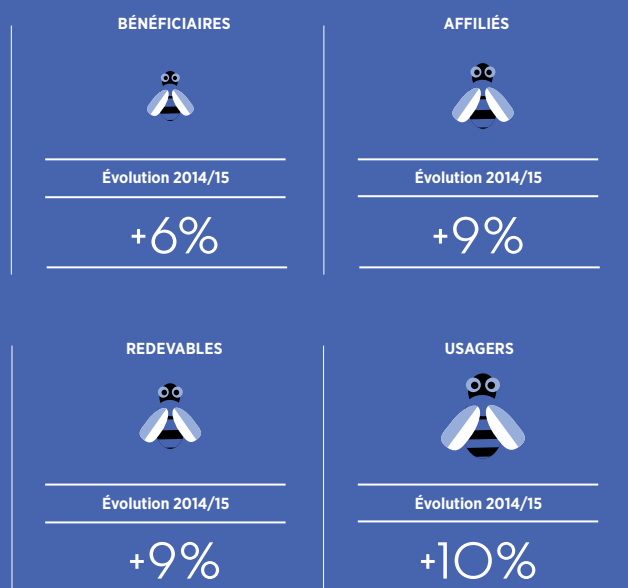 BÉNÉFICIAIRES
Évolution 2014/15
+6%
AFFILIÉS
Évolution 2014/15
+9%
REDEVABLES
Évolution 2014/15
+9%
USAGERS
Évolution 2014/15
+10%